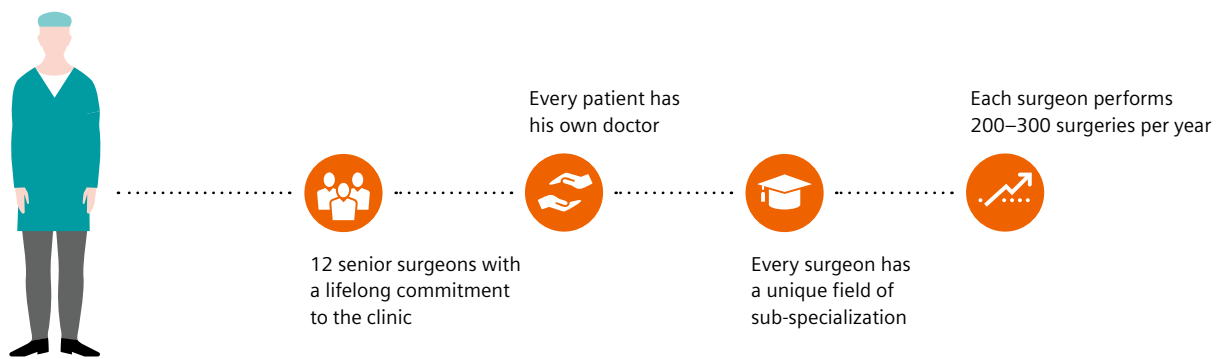 12 senior surgeons with
a lifelong commitment
to the clinic
Every patient has
his own doctor
Every surgeon has
a unique field of
sub-specialization
Each surgeon performs
200–300 surgeries per year